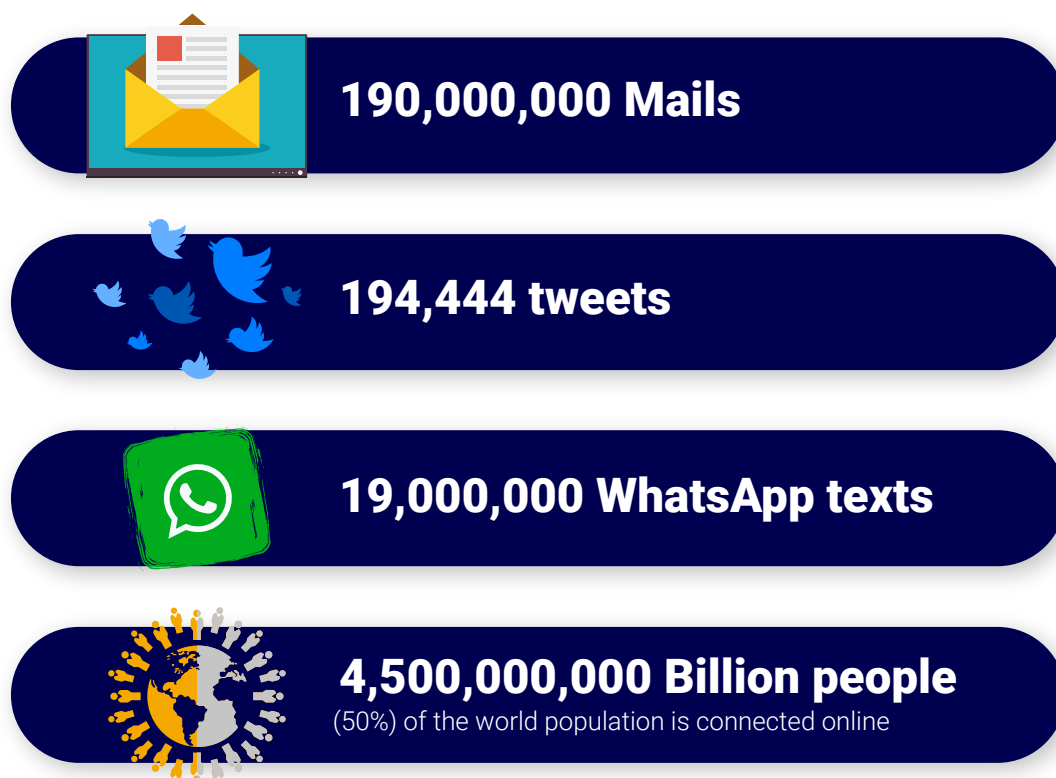 190,000,000 Mails
194,444 tweets
19,000,000 WhatsApp texts
4,500,000,000 Billion people
(50%) of the world population is connected online